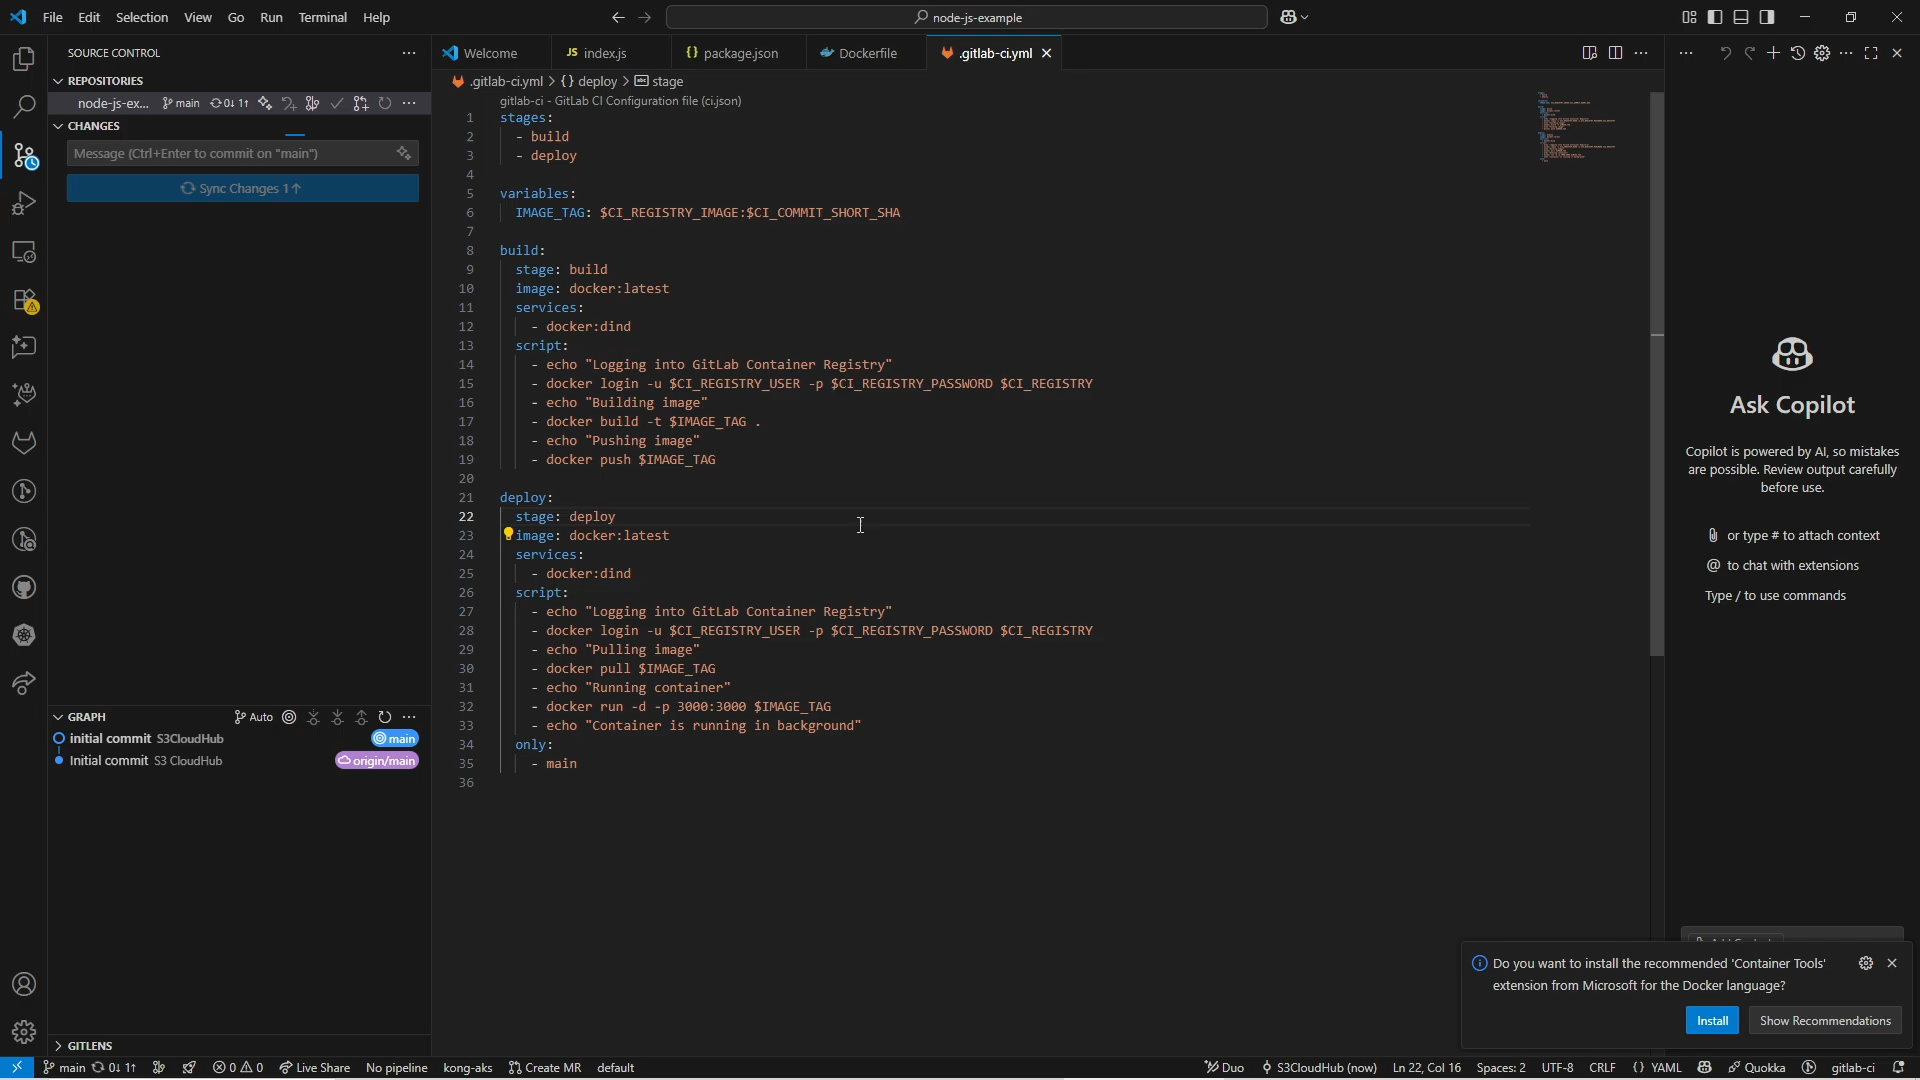 File Edit Selection View Go Run Terminal Help
node-js-example
SOURCE CONTROL
REPOSITORIES
node-js-ex... main 0↓ 1↑
CHANGES
Message (Ctrl+Enter to commit on "main")
Sync Changes 1↑
GRAPH
Auto
initial commit S3CloudHub
main
Initial commit S3 CloudHub
origin/main
GITLENS
Welcome
JS index.js
{} package.json
Dockerfile
.gitlab-ci.yml
.gitlab-ci.yml > {} deploy > stage
gitlab-ci - GitLab CI Configuration file (ci.json)
1 stages:
2 - build
3 - deploy
4
5 variables:
6 IMAGE_TAG: $CI_REGISTRY_IMAGE:$CI_COMMIT_SHORT_SHA
7
8 build:
9 stage: build
10 image: docker:latest
11 services:
12 - docker:dind
13 script:
14 - echo "Logging into GitLab Container Registry"
15 - docker login -u $CI_REGISTRY_USER -p $CI_REGISTRY_PASSWORD $CI_REGISTRY
16 - echo "Building image"
17 - docker build -t $IMAGE_TAG .
18 - echo "Pushing image"
19 - docker push $IMAGE_TAG
20
21 deploy:
22 stage: deploy
23 image: docker:latest
24 services:
25 - docker:dind
26 script:
27 - echo "Logging into GitLab Container Registry"
28 - docker login -u $CI_REGISTRY_USER -p $CI_REGISTRY_PASSWORD $CI_REGISTRY
29 - echo "Pulling image"
30 - docker pull $IMAGE_TAG
31 - echo "Running container"
32 - docker run -d -p 3000:3000 $IMAGE_TAG
33 - echo "Container is running in background"
34 only:
35 - main
36
Ask Copilot
Copilot is powered by AI, so mistakes
are possible. Review output carefully
before use.
or type # to attach context
@ to chat with extensions
Type / to use commands
Do you want to install the recommended 'Container Tools'
extension from Microsoft for the Docker language?
Install
Show Recommendations
main 0↓ 1↑ 0 0 Live Share No pipeline kong-aks Create MR default
Duo S3CloudHub (now) Ln 22, Col 16 Spaces: 2 UTF-8 CRLF {} YAML Quokka gitlab-ci